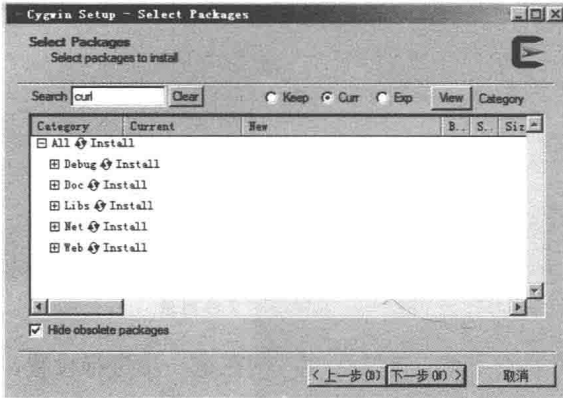 Cygwin Setup - Select Packages
Select Packages
Select packages to install
Search curl Clear Keep Curr Exp View Category
Category Current New B.. S.. Siz
All Install
Debug Install
Doc Install
Libs Install
Net Install
Web Install
Hide obsolete packages
<上一步(B) 下一步(N)> 取消